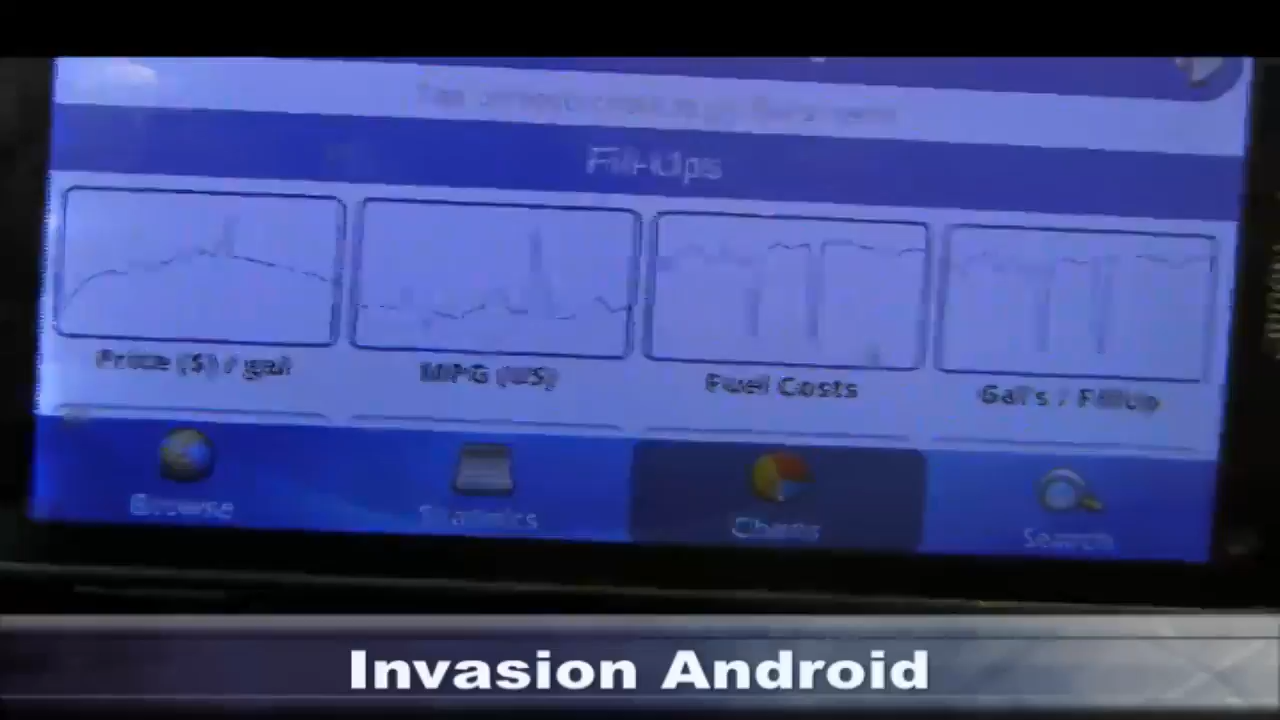 Fill-Ups
Price ($) / gal
MPG (US)
Fuel Costs
Gal's / FillUp
Browse
Statistics
Charts
Search
Invasion Android